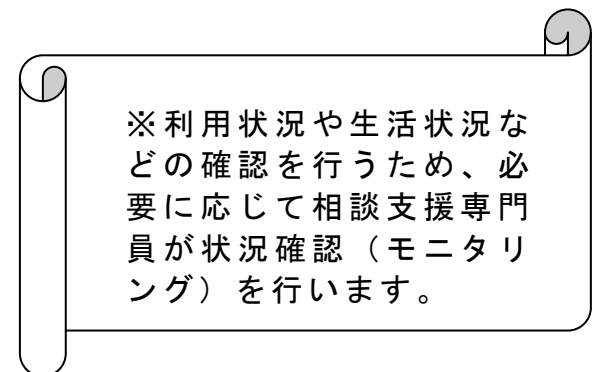 ※利用状況や生活状況な
どの確認を行うため、必
要に応じて相談支援専門
員が状況確認（モニタリ
ング）を行います。